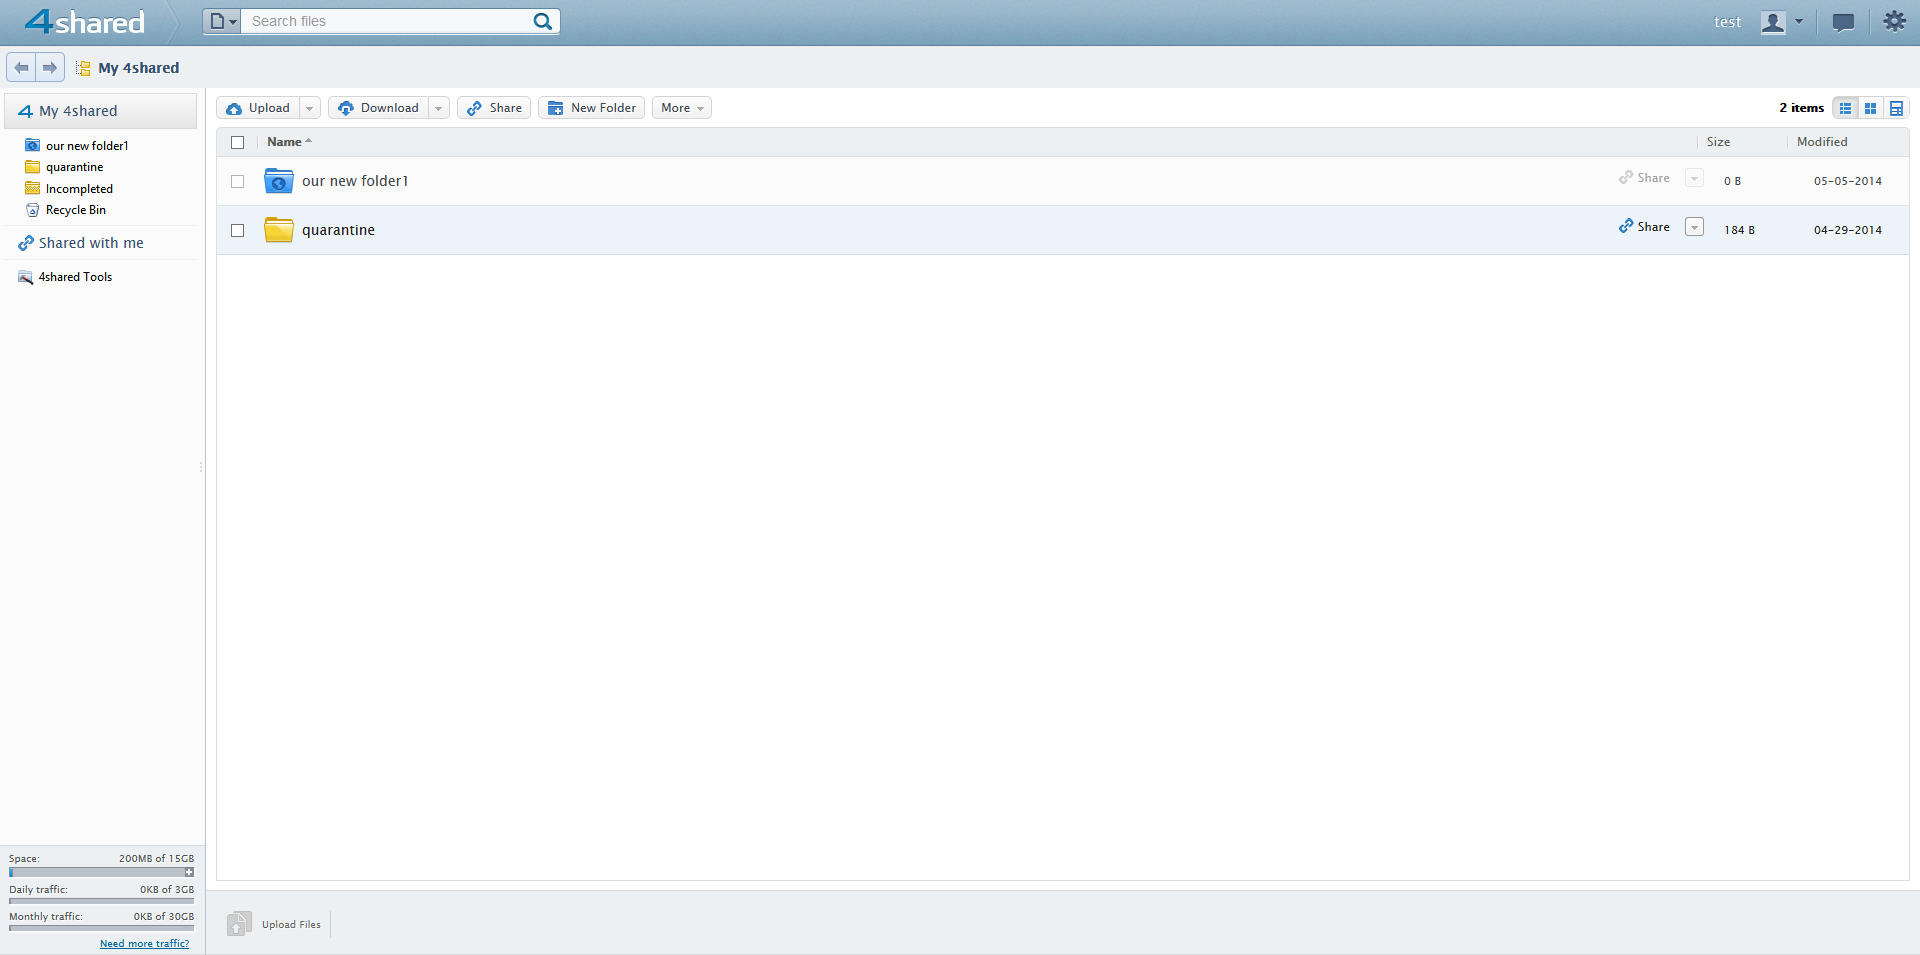 4shared
Search files
test
My 4shared
My 4shared
our new folder1
quarantine
Incompleted
Recycle Bin
Shared with me
4shared Tools
Upload
Download
Share
New Folder
More
2 items
Name
Size
Modified
our new folder1
Share
0 B
05-05-2014
quarantine
Share
184 B
04-29-2014
Space: 200MB of 15GB
Daily traffic: 0KB of 3GB
Monthly traffic: 0KB of 30GB
Need more traffic?
Upload Files